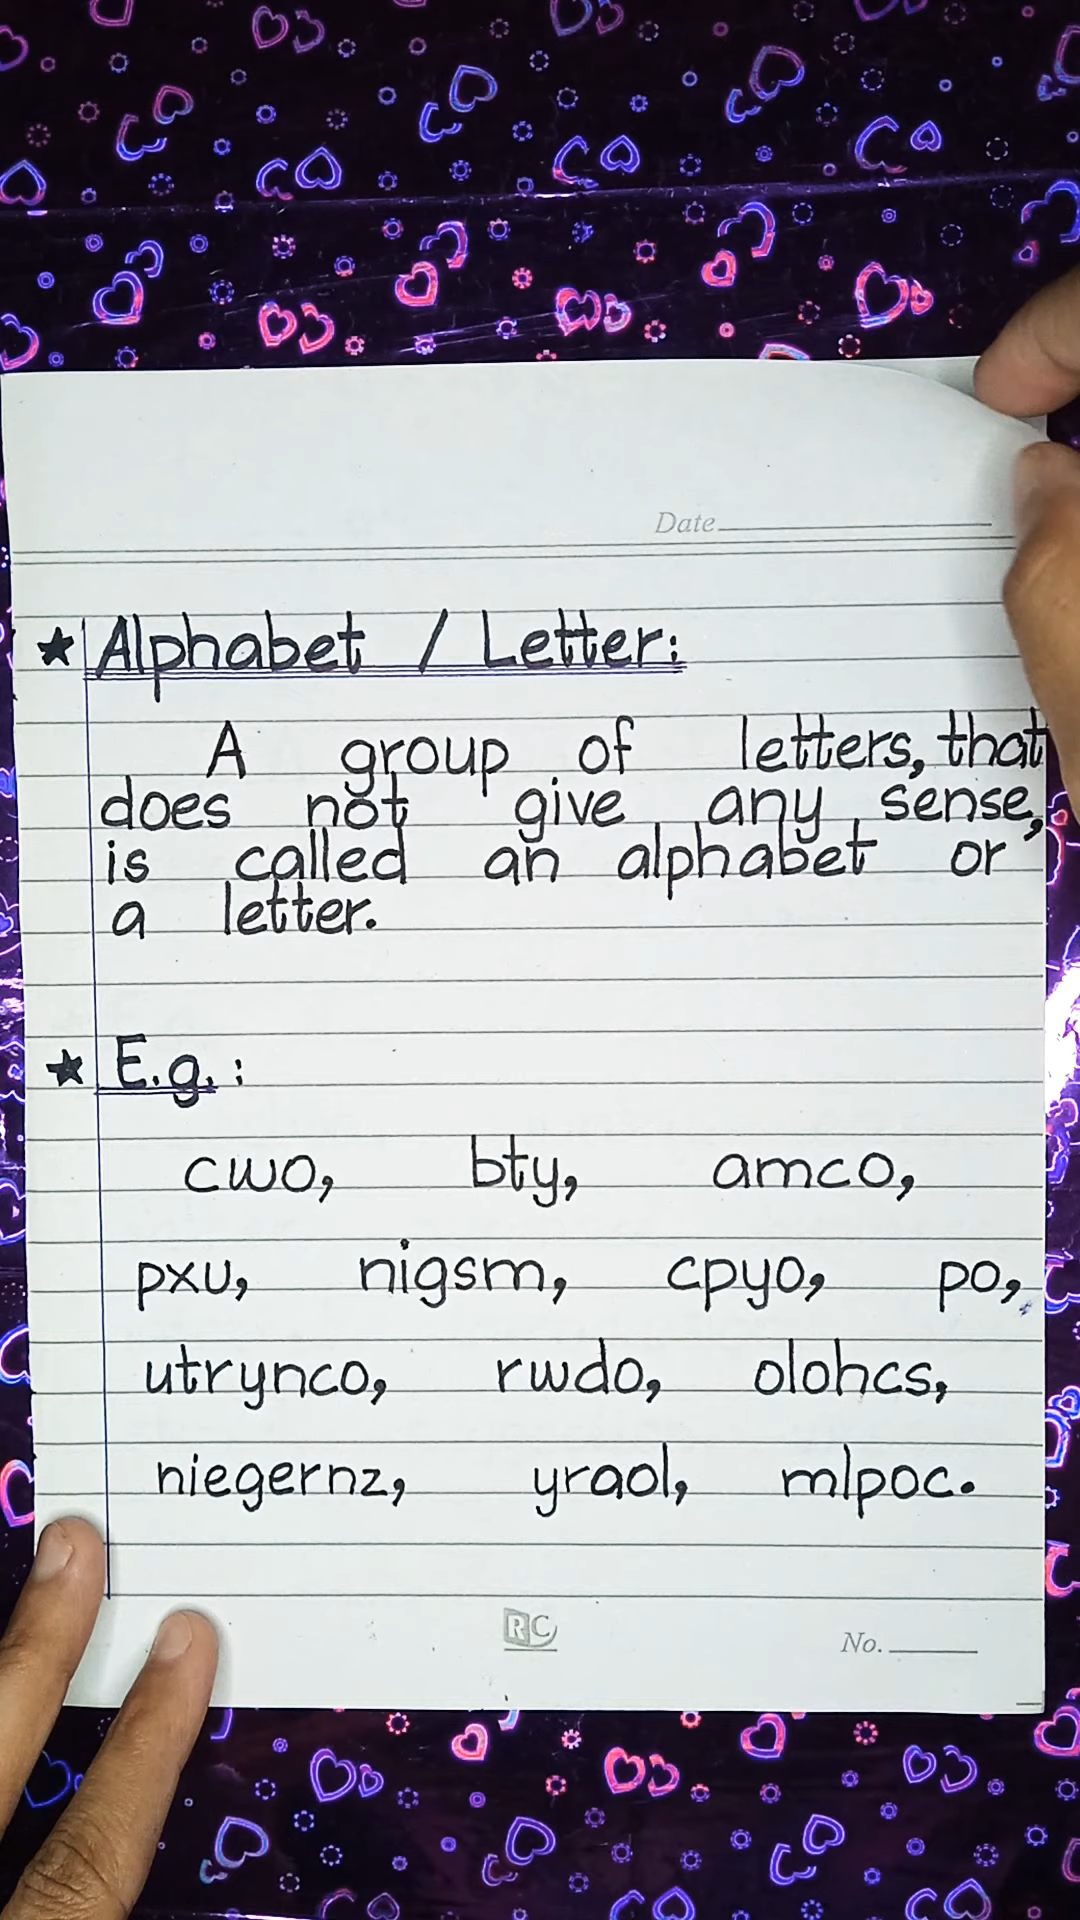 Date
★ Alphabet / Letter:
A group of letters, that
does not give any sense,
is called an alphabet or
a letter.
★ E.g.:
cwo, bty, amco,
pxu, nigsm, cpyo, po,
utrynco, rwdo, olohcs,
niegernz, yraol, mlpoc.
RC
No.